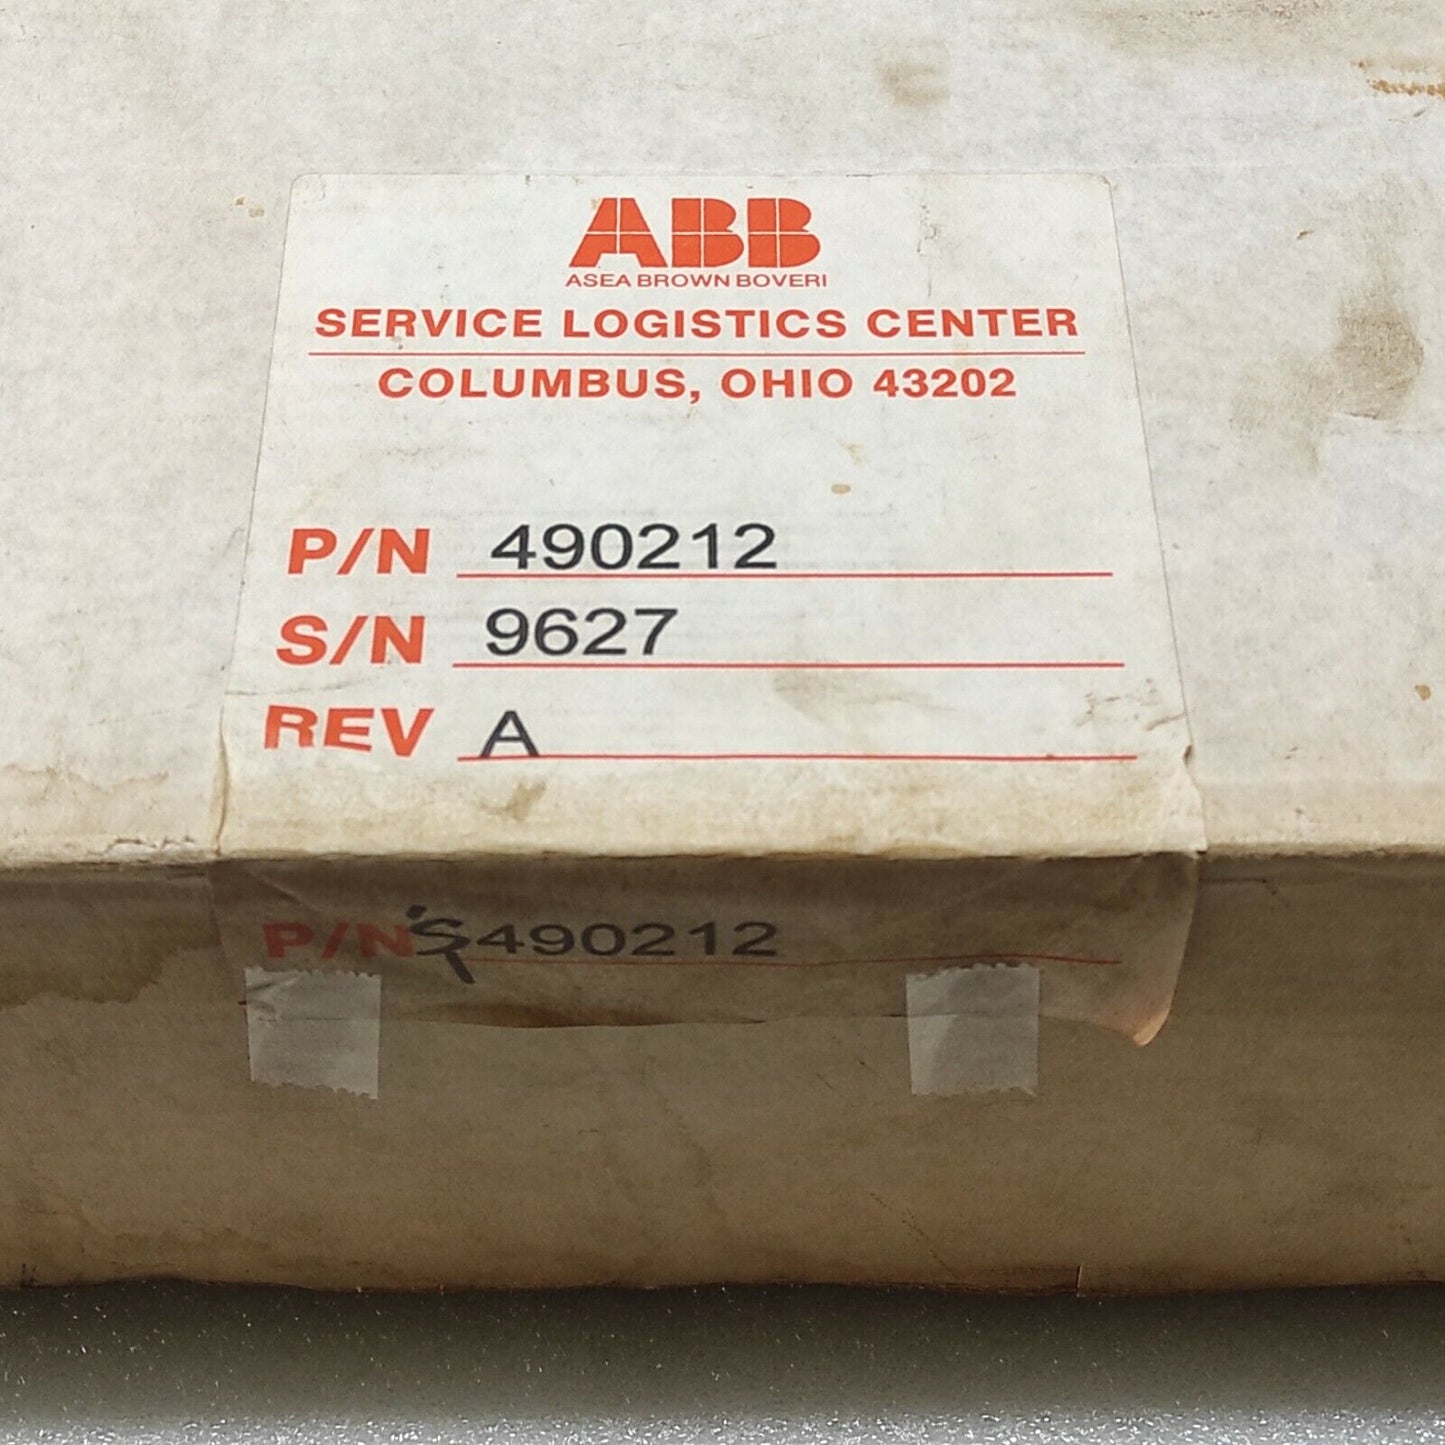 ABB
ASEA BROWN BOVERI
SERVICE LOGISTICS CENTER
COLUMBUS, OHIO 43202
P/N 490212
S/N 9627
REV A
P/N'S 490212